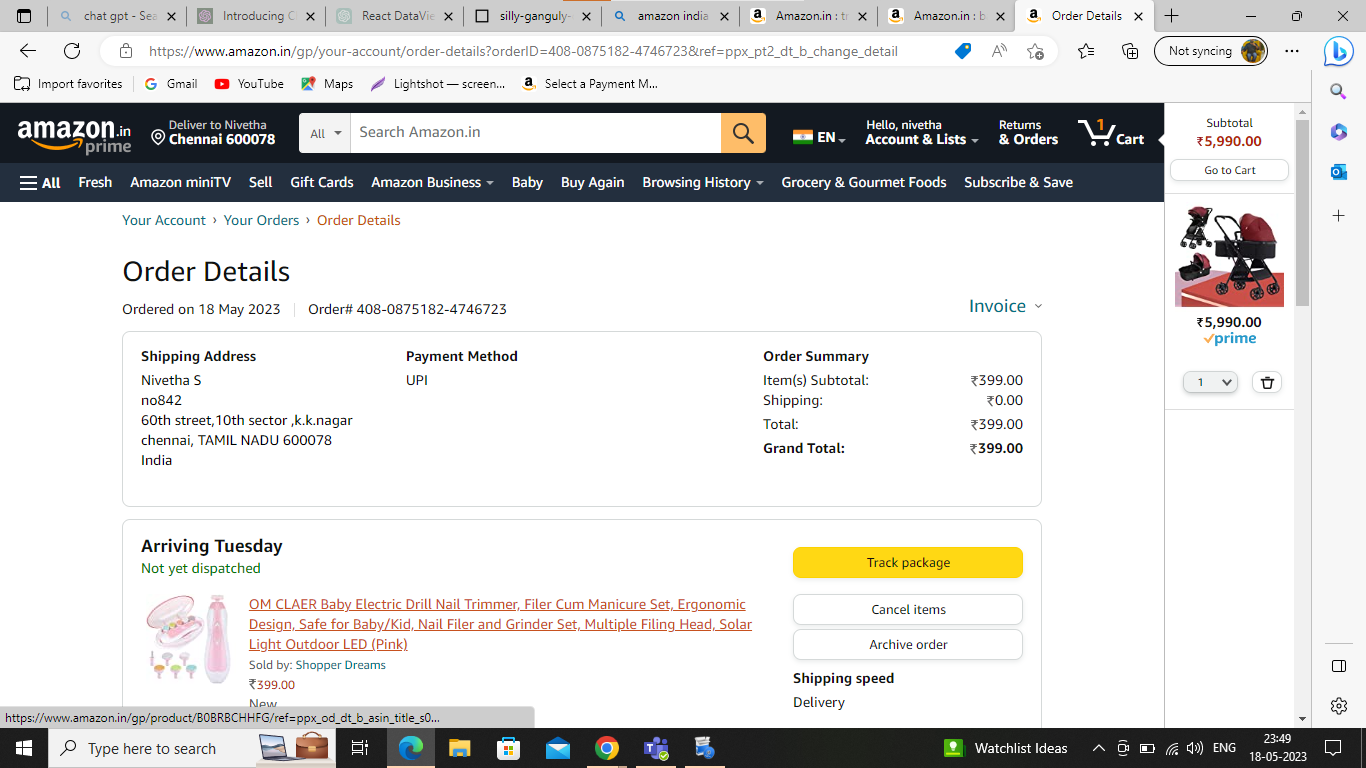 chat gpt - Sea
Introducing C
React DataVie
silly-ganguly-
amazon india
Amazon.in : tr
Amazon.in : ba
Order Details
https://www.amazon.in/gp/your-account/order-details?orderID=408-0875182-4746723&ref=ppx_pt2_dt_b_change_detail
Not syncing
Import favorites
Gmail
YouTube
Maps
Lightshot — screen...
Select a Payment M...
amazon.in
prime
Deliver to Nivetha
Chennai 600078
All
Search Amazon.in
EN
Hello, nivetha
Account & Lists
Returns
& Orders
1
Cart
Subtotal
₹5,990.00
Go to Cart
All
Fresh
Amazon miniTV
Sell
Gift Cards
Amazon Business
Baby
Buy Again
Browsing History
Grocery & Gourmet Foods
Subscribe & Save
Your Account › Your Orders › Order Details
Order Details
Ordered on 18 May 2023
Order# 408-0875182-4746723
Invoice
₹5,990.00
prime
1
Shipping Address
Nivetha S
no842
60th street,10th sector ,k.k.nagar
chennai, TAMIL NADU 600078
India
Payment Method
UPI
Order Summary
Item(s) Subtotal: ₹399.00
Shipping: ₹0.00
Total: ₹399.00
Grand Total: ₹399.00
Arriving Tuesday
Not yet dispatched
OM CLAER Baby Electric Drill Nail Trimmer, Filer Cum Manicure Set, Ergonomic
Design, Safe for Baby/Kid, Nail Filer and Grinder Set, Multiple Filing Head, Solar
Light Outdoor LED (Pink)
Sold by: Shopper Dreams
₹399.00
New
Track package
Cancel items
Archive order
Shipping speed
Delivery
https://www.amazon.in/gp/product/B0BRBCHHFG/ref=ppx_od_dt_b_asin_title_s0...
Type here to search
Watchlist Ideas
ENG
23:49
18-05-2023